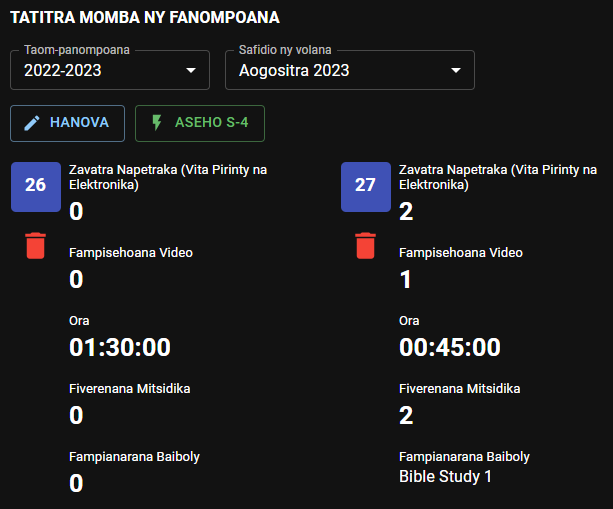 TATITRA MOMBA NY FANOMPOANA
Taom-panompoana
2022-2023
Safidio ny volana
Aogositra 2023
HANOVA
ASEHO S-4
26
Zavatra Napetraka (Vita Pirinty na
Elektronika)
0
Fampisehoana Video
0
Ora
01:30:00
Fiverenana Mitsidika
0
Fampianarana Baiboly
0
27
Zavatra Napetraka (Vita Pirinty na
Elektronika)
2
Fampisehoana Video
1
Ora
00:45:00
Fiverenana Mitsidika
2
Fampianarana Baiboly
Bible Study 1